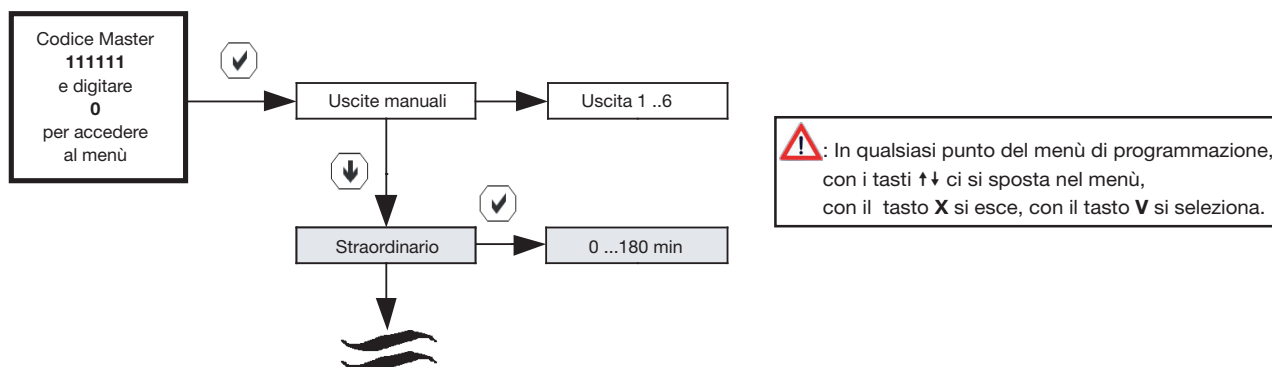 Codice Master
111111
e digitare
0
per accedere
al menù
Uscite manuali
Uscita 1 ..6
Straordinario
0 ...180 min
: In qualsiasi punto del menù di programmazione,
con i tasti ↑↓ ci si sposta nel menù,
con il tasto X si esce, con il tasto V si seleziona.